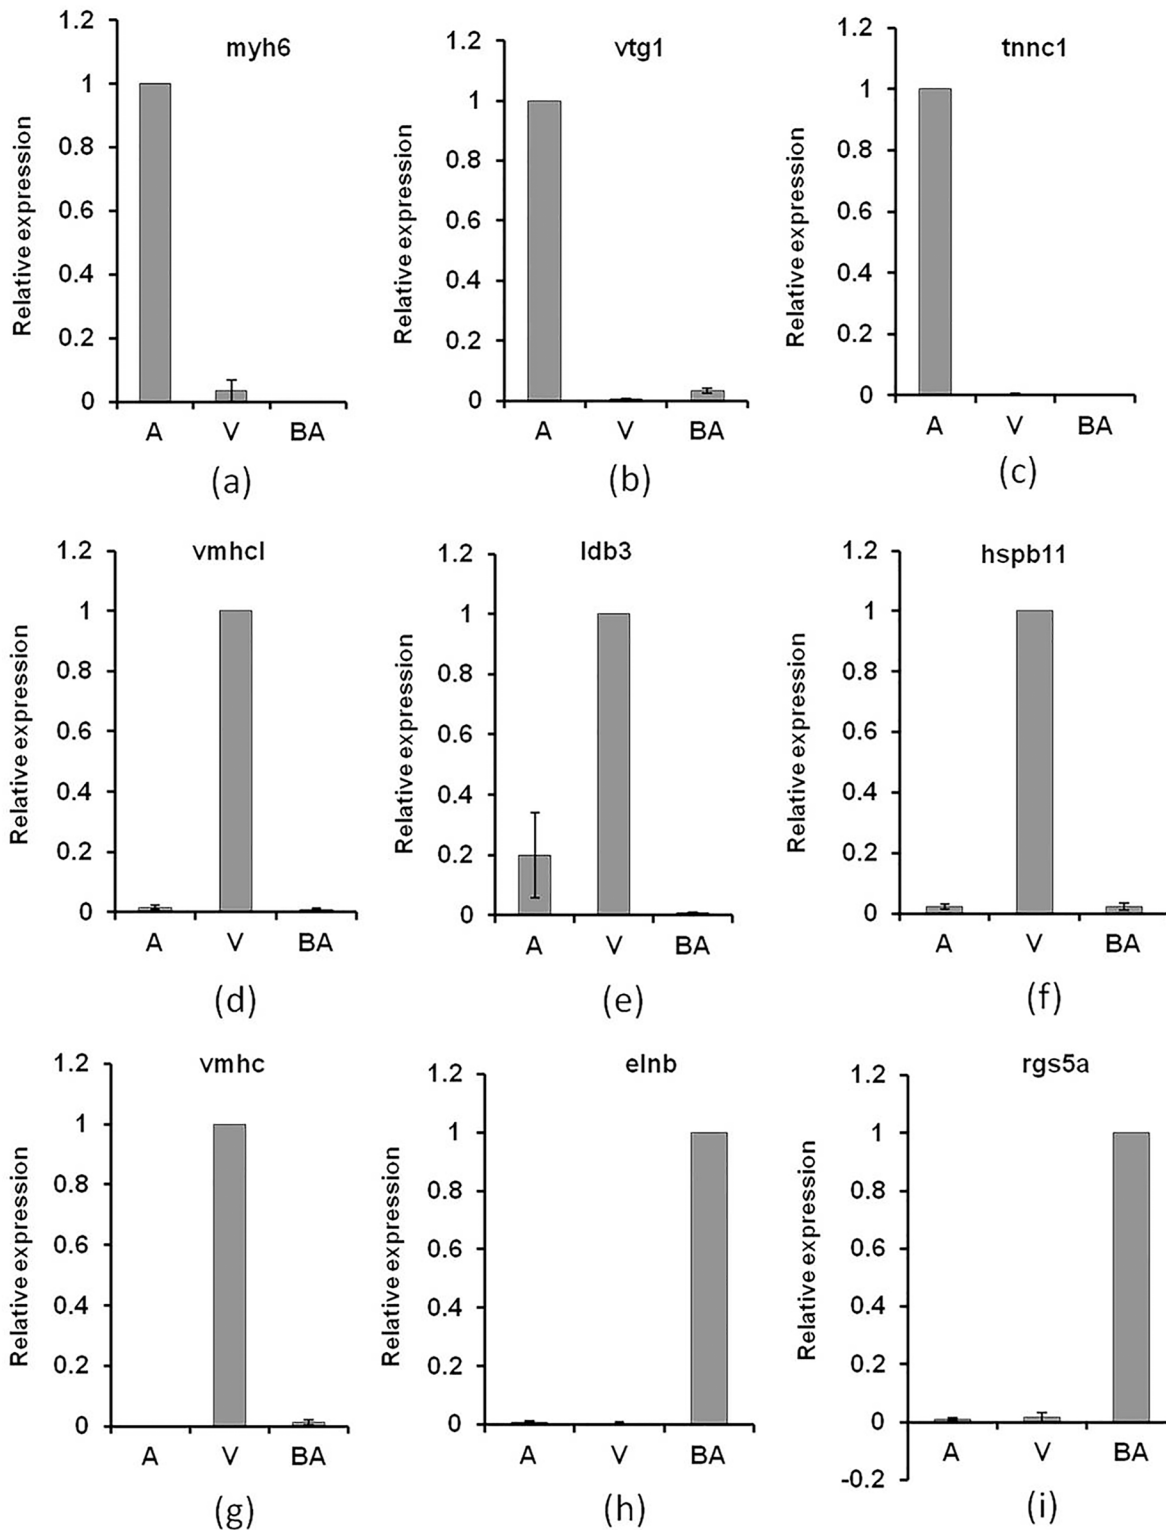 myh6
1.2
1
0.8
0.6
0.4
0.2
0
Relative expression
A V BA
(a)
vtg1
1.2
1
0.8
0.6
0.4
0.2
0
Relative expression
A V BA
(b)
tnnc1
1.2
1
0.8
0.6
0.4
0.2
0
Relative expression
A V BA
(c)
vmhcl
1.2
1
0.8
0.6
0.4
0.2
0
Relative expression
A V BA
(d)
ldb3
1.2
1
0.8
0.6
0.4
0.2
0
Relative expression
A V BA
(e)
hspb11
1.2
1
0.8
0.6
0.4
0.2
0
Relative expression
A V BA
(f)
vmhc
1.2
1
0.8
0.6
0.4
0.2
0
Relative expression
A V BA
(g)
elnb
1.2
1
0.8
0.6
0.4
0.2
0
Relative expression
A V BA
(h)
rgs5a
1.2
1
0.8
0.6
0.4
0.2
0
-0.2
Relative expression
A V BA
(i)